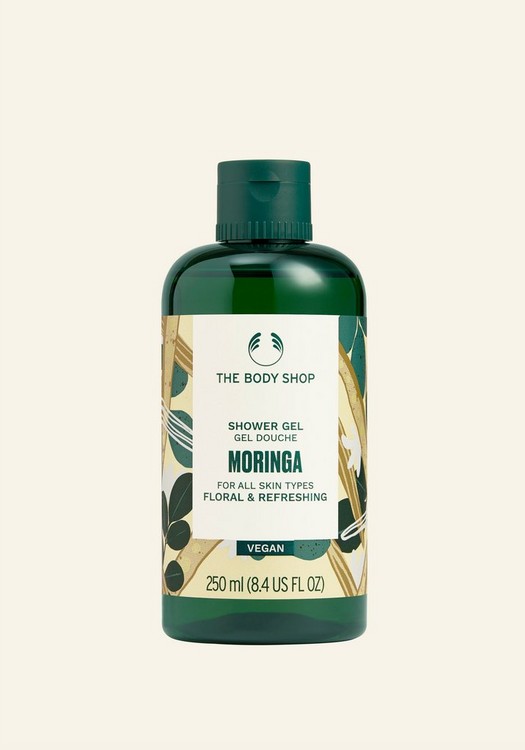 THE BODY SHOP
SHOWER GEL
GEL DOUCHE
MORINGA
FOR ALL SKIN TYPES
FLORAL & REFRESHING
VEGAN
250 ml (8.4 US FL OZ)